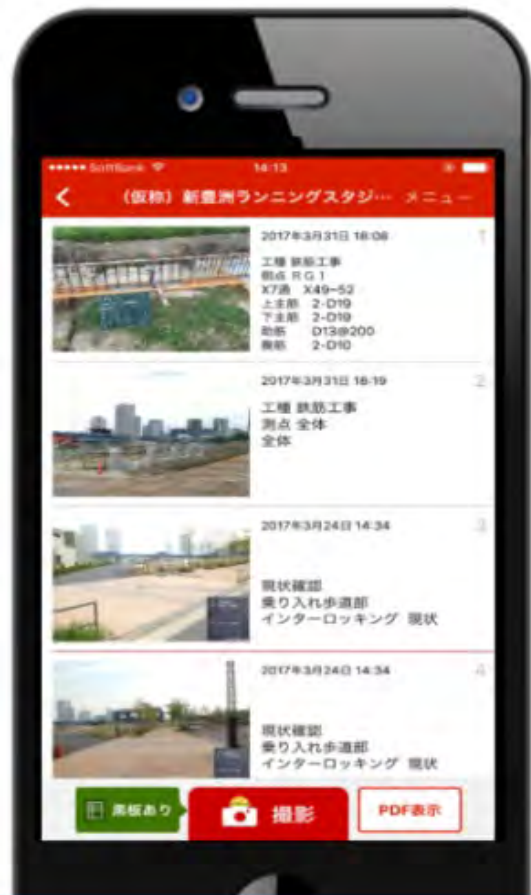 SoftBank 14:13
(仮称) 新豊洲ランニングスタジ… メニュー
2017年3月31日 16:08 1
工種 鉄筋工事
測点 RG1
X7通 X49~52
上主筋 2-D19
下主筋 2-D19
助筋 D13@200
腹筋 2-D10
2017年3月31日 16:19 2
工種 鉄筋工事
測点 全体
全体
2017年3月24日 14:34 3
現状確認
乗り入れ歩道部
インターロッキング 現状
2017年3月24日 14:34 4
現状確認
乗り入れ歩道部
インターロッキング 現状
黒板あり
撮影
PDF表示